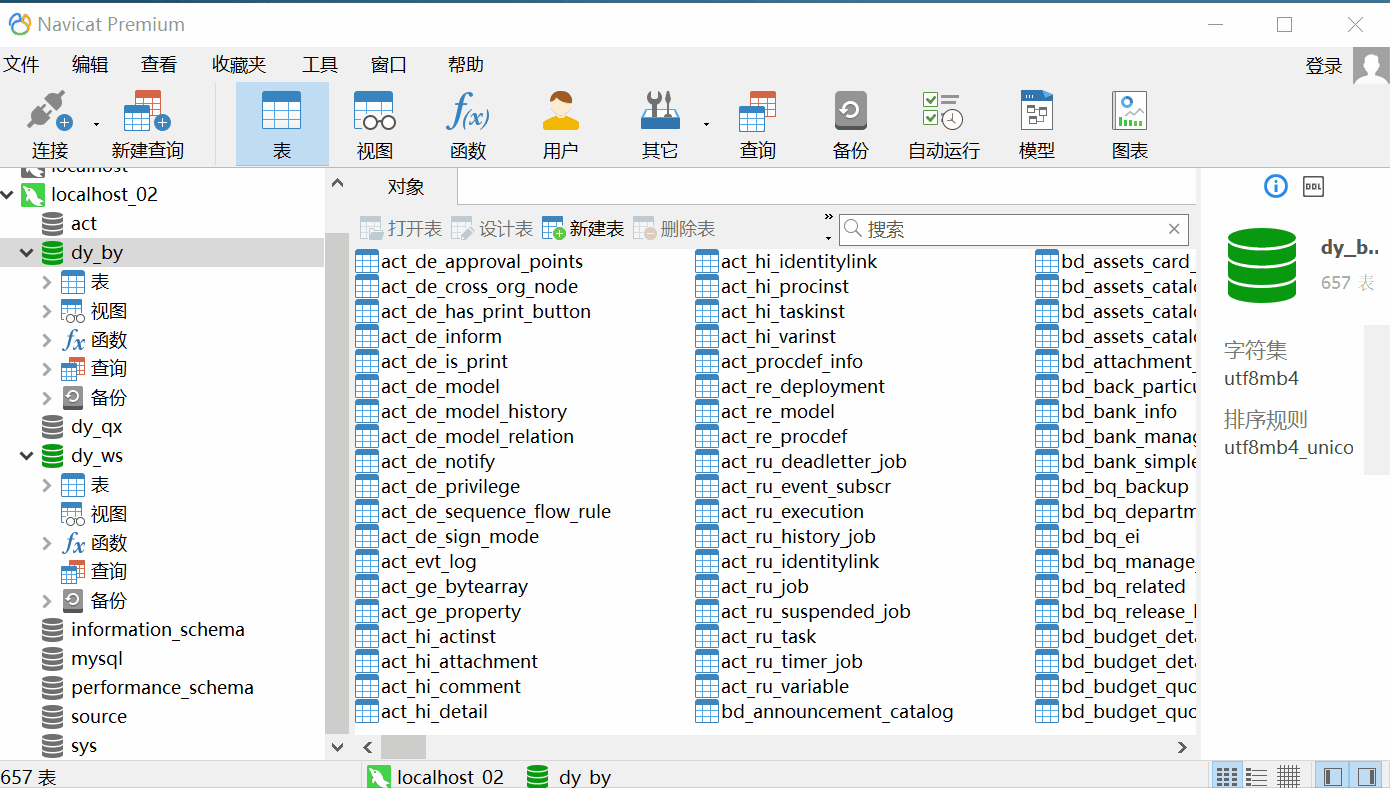 Navicat Premium
文件 编辑 查看 收藏夹 工具 窗口 帮助 登录
连接 新建查询 表 视图 函数 用户 其它 查询 备份 自动运行 模型 图表
localhost
localhost_02
act
dy_by
表
视图
函数
查询
备份
dy_qx
dy_ws
表
视图
函数
查询
备份
information_schema
mysql
performance_schema
source
sys
对象
打开表 设计表 新建表 删除表 搜索
act_de_approval_points
act_de_cross_org_node
act_de_has_print_button
act_de_inform
act_de_is_print
act_de_model
act_de_model_history
act_de_model_relation
act_de_notify
act_de_privilege
act_de_sequence_flow_rule
act_de_sign_mode
act_evt_log
act_ge_bytearray
act_ge_property
act_hi_actinst
act_hi_attachment
act_hi_comment
act_hi_detail
act_hi_identitylink
act_hi_procinst
act_hi_taskinst
act_hi_varinst
act_procdef_info
act_re_deployment
act_re_model
act_re_procdef
act_ru_deadletter_job
act_ru_event_subscr
act_ru_execution
act_ru_history_job
act_ru_identitylink
act_ru_job
act_ru_suspended_job
act_ru_task
act_ru_timer_job
act_ru_variable
bd_announcement_catalog
bd_assets_card_
bd_assets_catal
bd_assets_catal
bd_assets_catal
bd_attachment_
bd_back_particu
bd_bank_info
bd_bank_manag
bd_bank_simple
bd_bq_backup
bd_bq_departm
bd_bq_ei
bd_bq_manage_
bd_bq_related
bd_bq_release_
bd_budget_deta
bd_budget_deta
bd_budget_quo
bd_budget_quo
DDL
dy_b..
657 表
字符集
utf8mb4
排序规则
utf8mb4_unico
657 表 localhost_02 dy_by